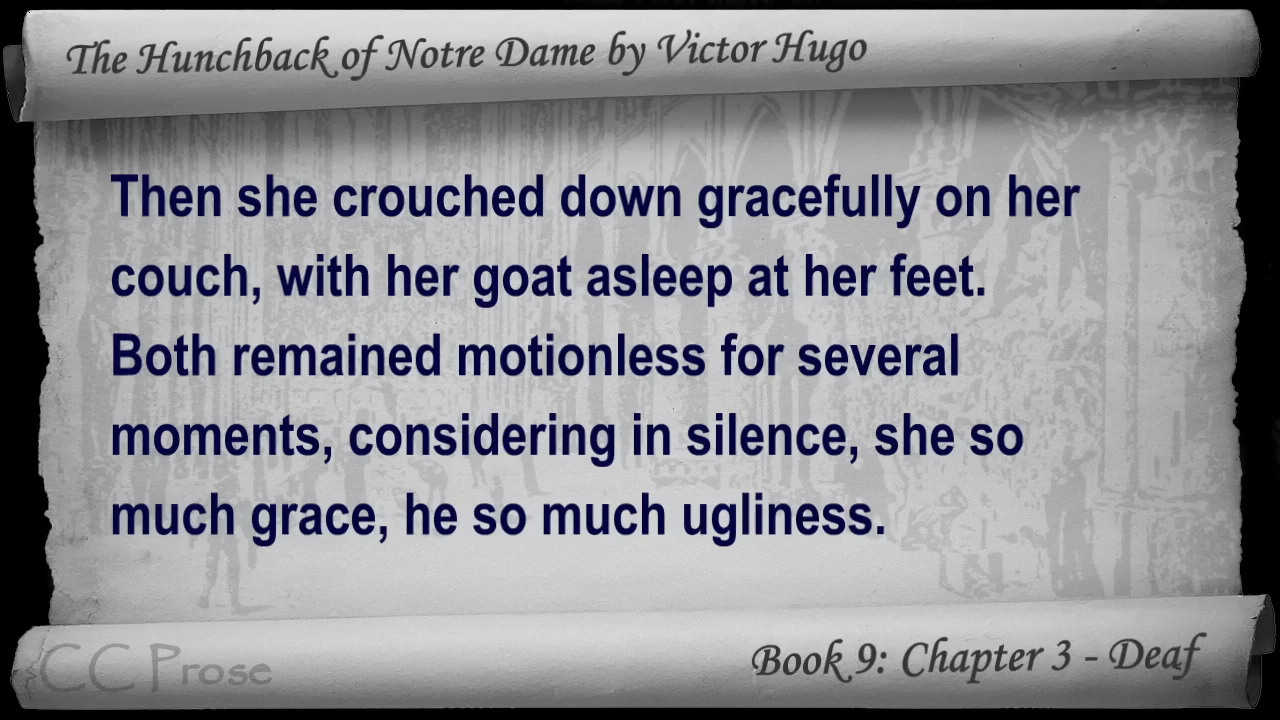 The Hunchback of Notre Dame by Victor Hugo
Then she crouched down gracefully on her
couch, with her goat asleep at her feet.
Both remained motionless for several
moments, considering in silence, she so
much grace, he so much ugliness.
CC Prose
Book 9: Chapter 3 - Deaf